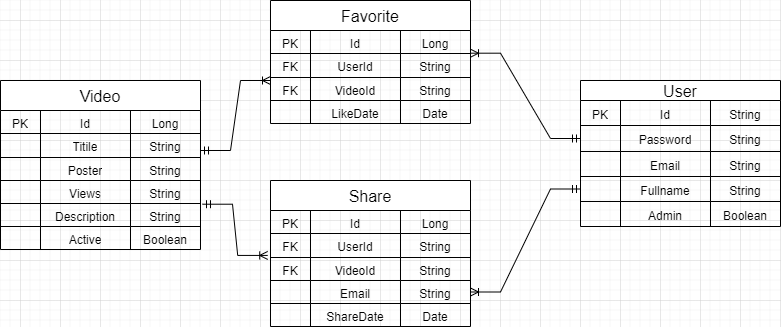 Favorite
PK Id Long
FK UserId String
FK VideoId String
LikeDate Date
Video
PK Id Long
Titile String
Poster String
Views String
Description String
Active Boolean
User
PK Id String
Password String
Email String
Fullname String
Admin Boolean
Share
PK Id Long
FK UserId String
FK VideoId String
Email String
ShareDate Date